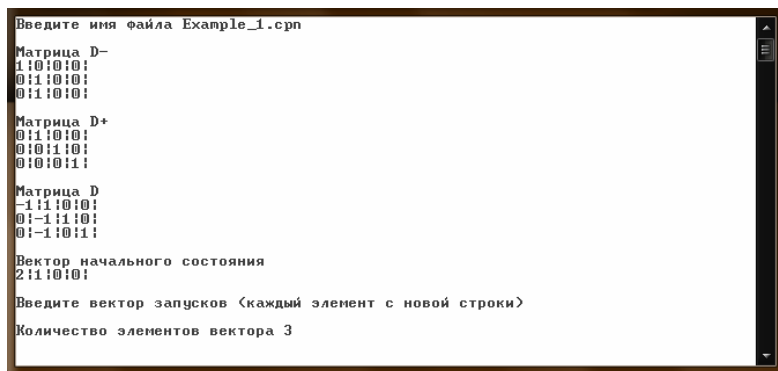 Введите имя файла Example_1.cpn
Матрица D-
1¦0¦0¦0¦
0¦1¦0¦0¦
0¦1¦0¦0¦
Матрица D+
0¦1¦0¦0¦
0¦0¦1¦0¦
0¦0¦0¦1¦
Матрица D
-1¦1¦0¦0¦
0¦-1¦1¦0¦
0¦-1¦0¦1¦
Вектор начального состояния
2¦1¦0¦0¦
Введите вектор запусков (каждый элемент с новой строки)
Количество элементов вектора 3